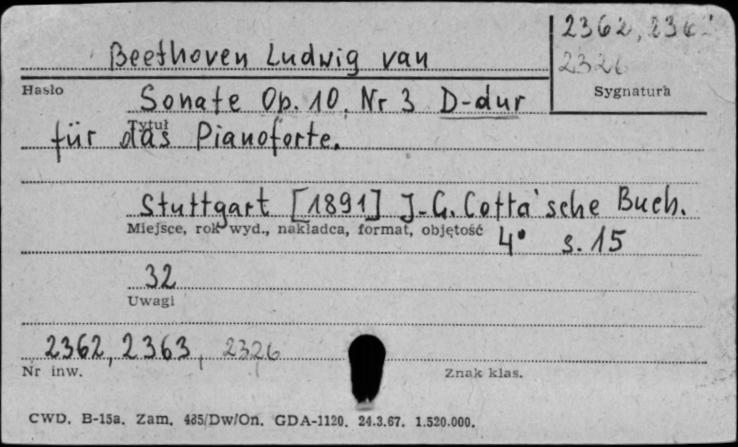 2362, 236
Beethoven Ludwig van
2326
Hasło
Sygnatura
Sonate Op. 10, Nr 3 D-dur
Tytuł
für das Pianoforte.
Stuttgart [1891] J.G. Cotta'sche Buch.
Miejsce, rok wyd., nakładca, format, objętość
4° s. 15
32
Uwagi
2362, 2363, 2326
Nr inw.
Znak klas.
CWD. B-15a. Zam. 485/Dw/On. GDA-1120. 24.3.67. 1.520.000.